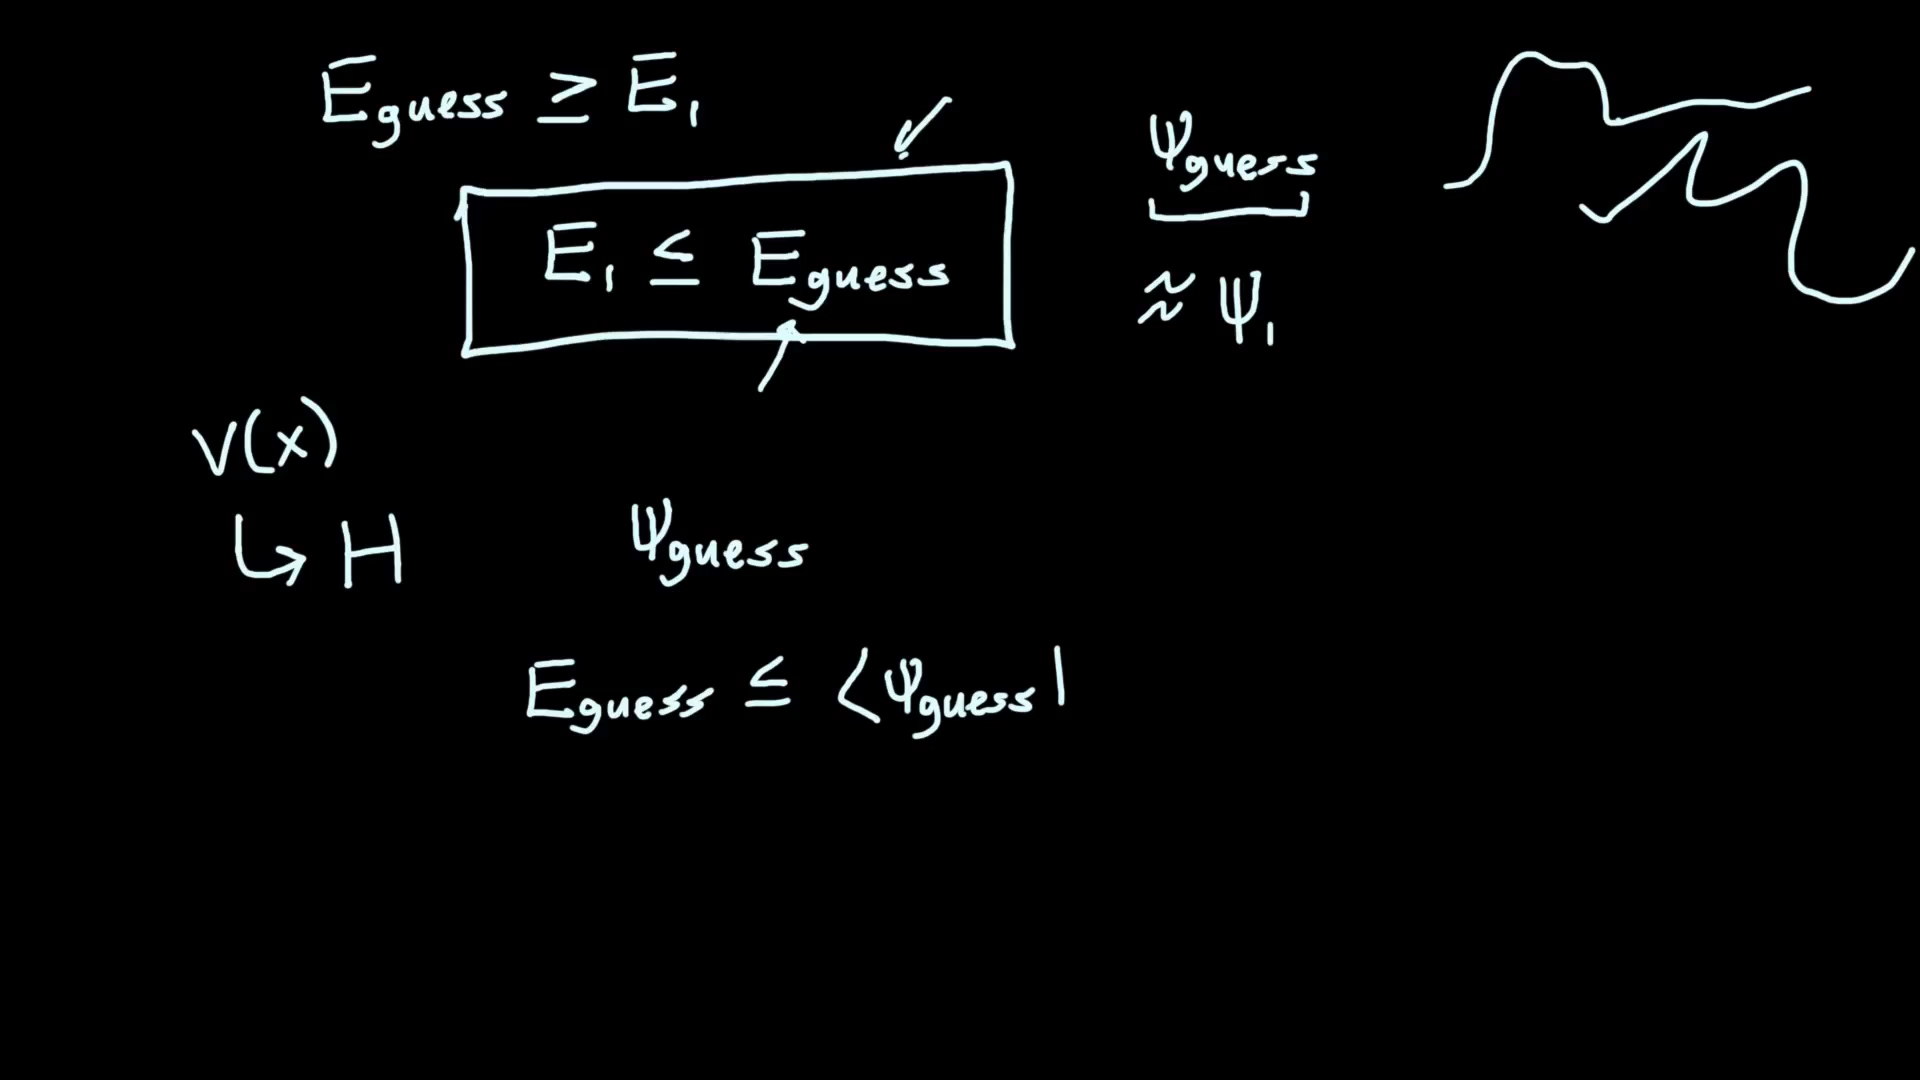 E_guess ≥ E_1
ψ_guess
E_1 ≤ E_guess
≈ ψ_1
V(x)
↳ H
ψ_guess
E_guess ≤ ⟨ψ_guess|